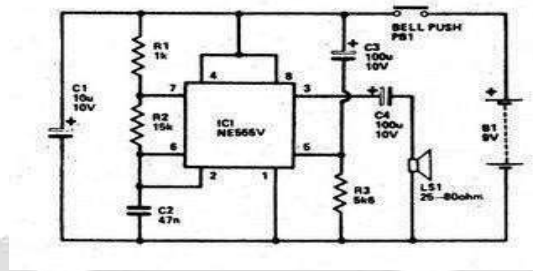 BELL PUSH
PB1
R1
1k
C3
100u
10V
4
8
C1
10u
10V
7
3
R2
15k
IC1
NE555V
C4
100u
10V
B1
9V
6
5
2
1
R3
5k6
LS1
25-80ohm
C2
47n